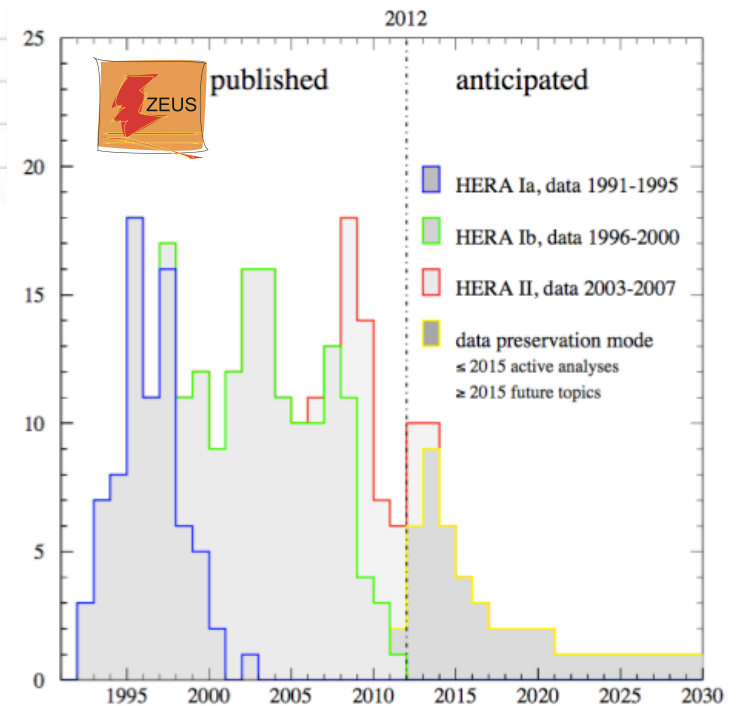 2012
25
published
anticipated
ZEUS
20
HERA Ia, data 1991-1995
HERA Ib, data 1996-2000
15
HERA II, data 2003-2007
data preservation mode
≤ 2015 active analyses
≥ 2015 future topics
10
5
0
1995 2000 2005 2010 2015 2020 2025 2030